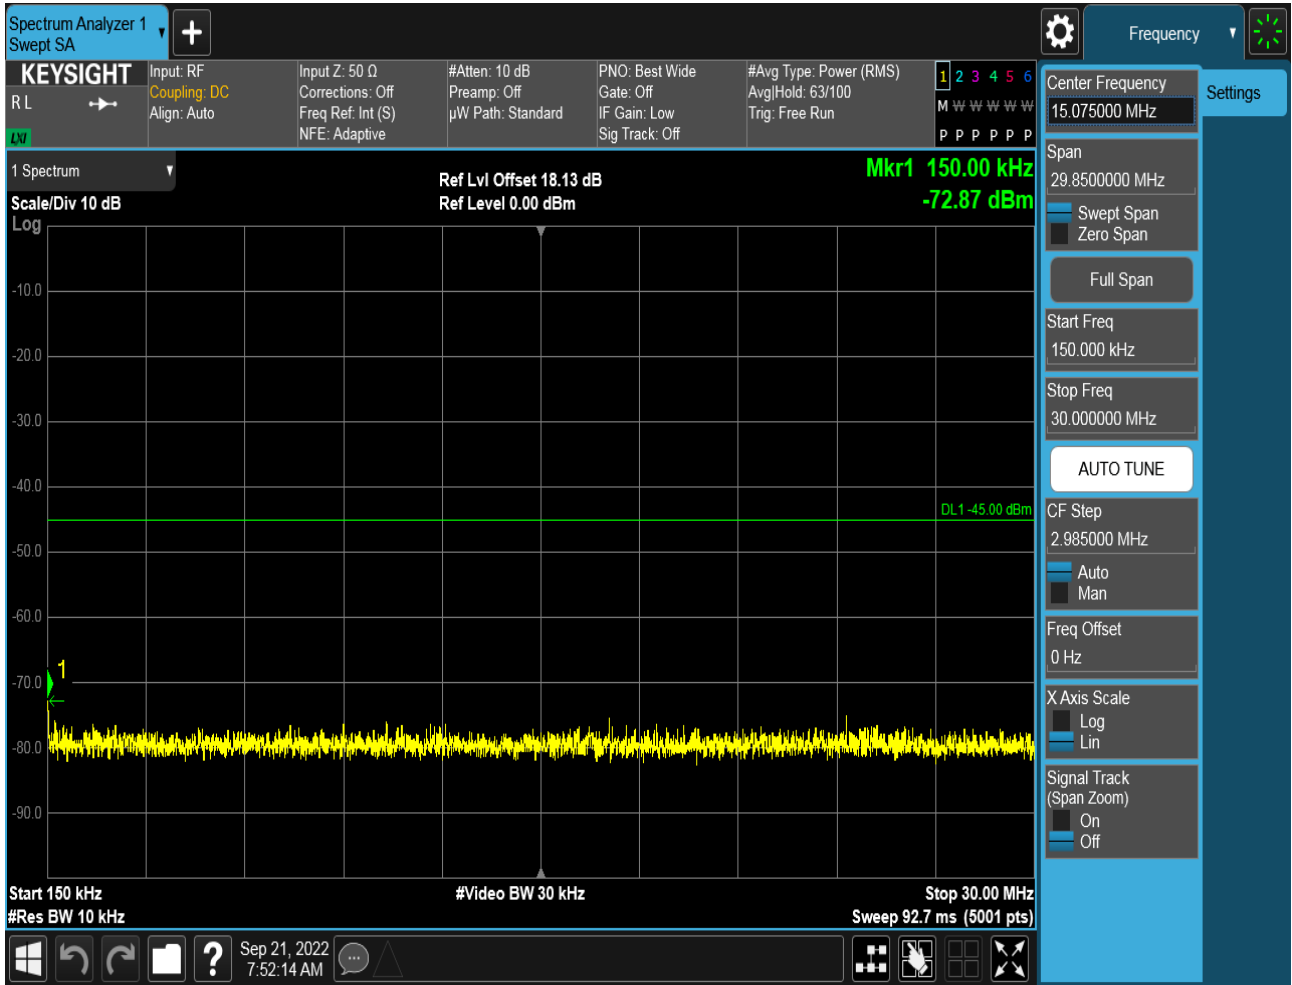 Spectrum Analyzer 1
Swept SA
Frequency
KEYSIGHT
R L
LXI
Input: RF
Coupling: DC
Align: Auto
Input Z: 50 Ω
Corrections: Off
Freq Ref: Int (S)
NFE: Adaptive
#Atten: 10 dB
Preamp: Off
µW Path: Standard
PNO: Best Wide
Gate: Off
IF Gain: Low
Sig Track: Off
#Avg Type: Power (RMS)
Avg|Hold: 63/100
Trig: Free Run
1 2 3 4 5 6
M W W W W W
P P P P P P
1 Spectrum
Scale/Div 10 dB
Log
Ref Lvl Offset 18.13 dB
Ref Level 0.00 dBm
Mkr1 150.00 kHz
-72.87 dBm
-10.0
-20.0
-30.0
-40.0
DL1 -45.00 dBm
-50.0
-60.0
1
-70.0
-80.0
-90.0
Start 150 kHz
#Res BW 10 kHz
#Video BW 30 kHz
Stop 30.00 MHz
Sweep 92.7 ms (5001 pts)
Center Frequency
15.075000 MHz
Settings
Span
29.8500000 MHz
Swept Span
Zero Span
Full Span
Start Freq
150.000 kHz
Stop Freq
30.000000 MHz
AUTO TUNE
CF Step
2.985000 MHz
Auto
Man
Freq Offset
0 Hz
X Axis Scale
Log
Lin
Signal Track
(Span Zoom)
On
Off
?
Sep 21, 2022
7:52:14 AM